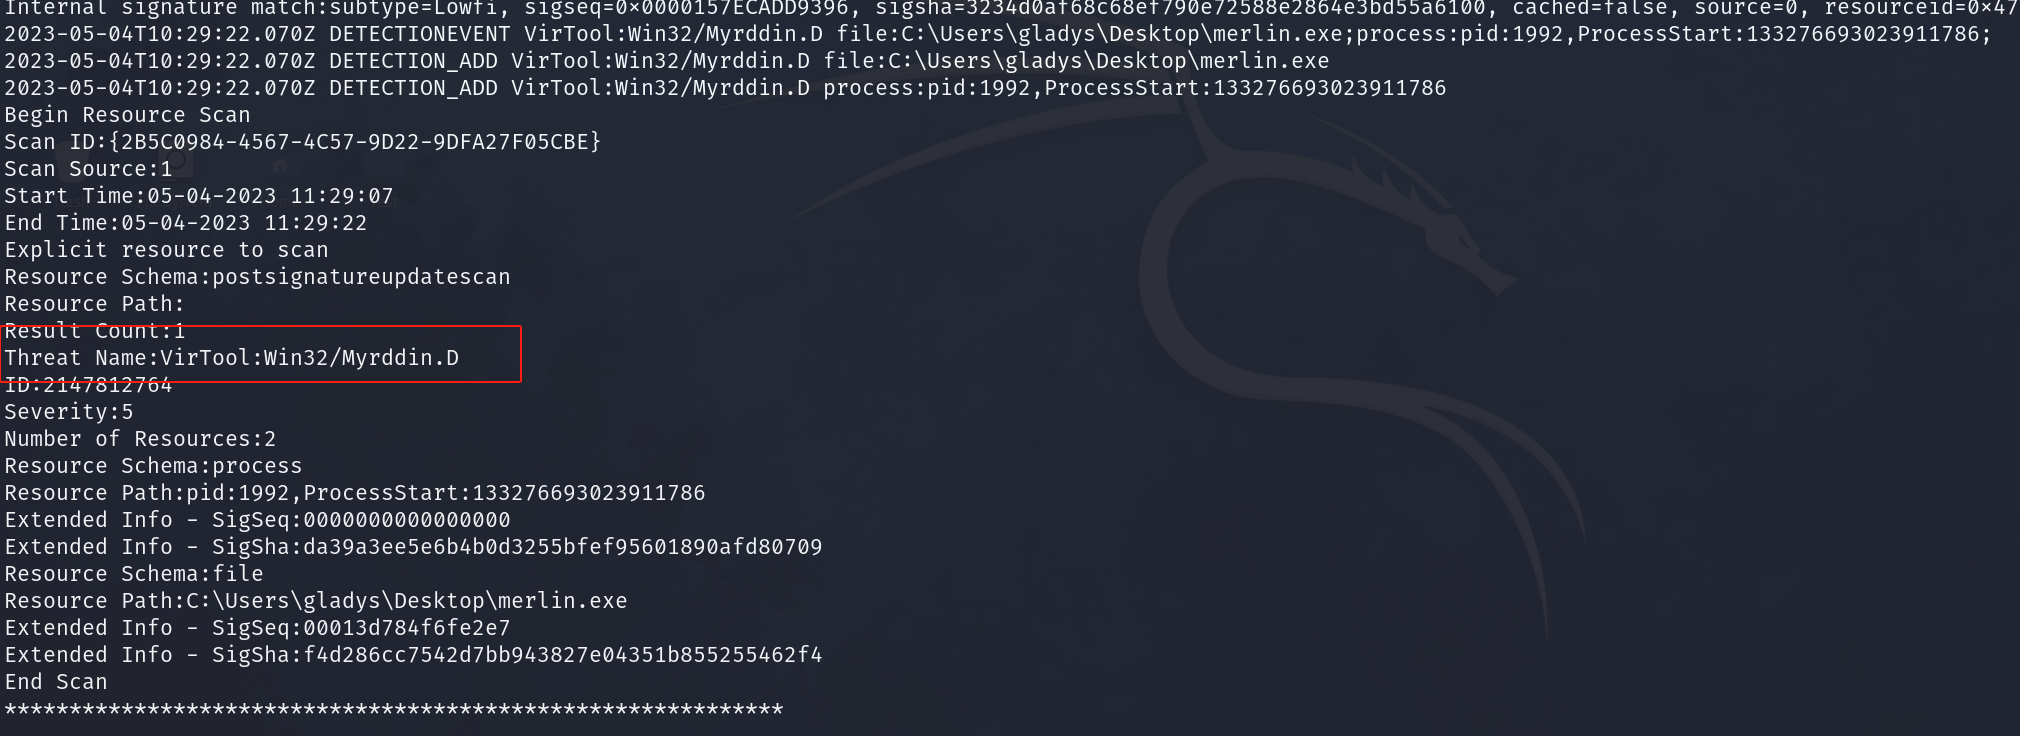 Internal signature match:subtype=Lowfi, sigseq=0×0000157ECADD9396, sigsha=3234d0af68c68ef790e72588e2864e3bd55a6100, cached=false, source=0, resourceid=0×47
2023-05-04T10:29:22.070Z DETECTIONEVENT VirTool:Win32/Myrddin.D file:C:\Users\gladys\Desktop\merlin.exe;process:pid:1992,ProcessStart:133276693023911786;
2023-05-04T10:29:22.070Z DETECTION_ADD VirTool:Win32/Myrddin.D file:C:\Users\gladys\Desktop\merlin.exe
2023-05-04T10:29:22.070Z DETECTION_ADD VirTool:Win32/Myrddin.D process:pid:1992,ProcessStart:133276693023911786
Begin Resource Scan
Scan ID:{2B5C0984-4567-4C57-9D22-9DFA27F05CBE}
Scan Source:1
Start Time:05-04-2023 11:29:07
End Time:05-04-2023 11:29:22
Explicit resource to scan
Resource Schema:postsignatureupdatescan
Resource Path:
Result Count:1
Threat Name:VirTool:Win32/Myrddin.D
ID:2147812764
Severity:5
Number of Resources:2
Resource Schema:process
Resource Path:pid:1992,ProcessStart:133276693023911786
Extended Info - SigSeq:0000000000000000
Extended Info - SigSha:da39a3ee5e6b4b0d3255bfef95601890afd80709
Resource Schema:file
Resource Path:C:\Users\gladys\Desktop\merlin.exe
Extended Info - SigSeq:00013d784f6fe2e7
Extended Info - SigSha:f4d286cc7542d7bb943827e04351b855255462f4
End Scan
************************************************************